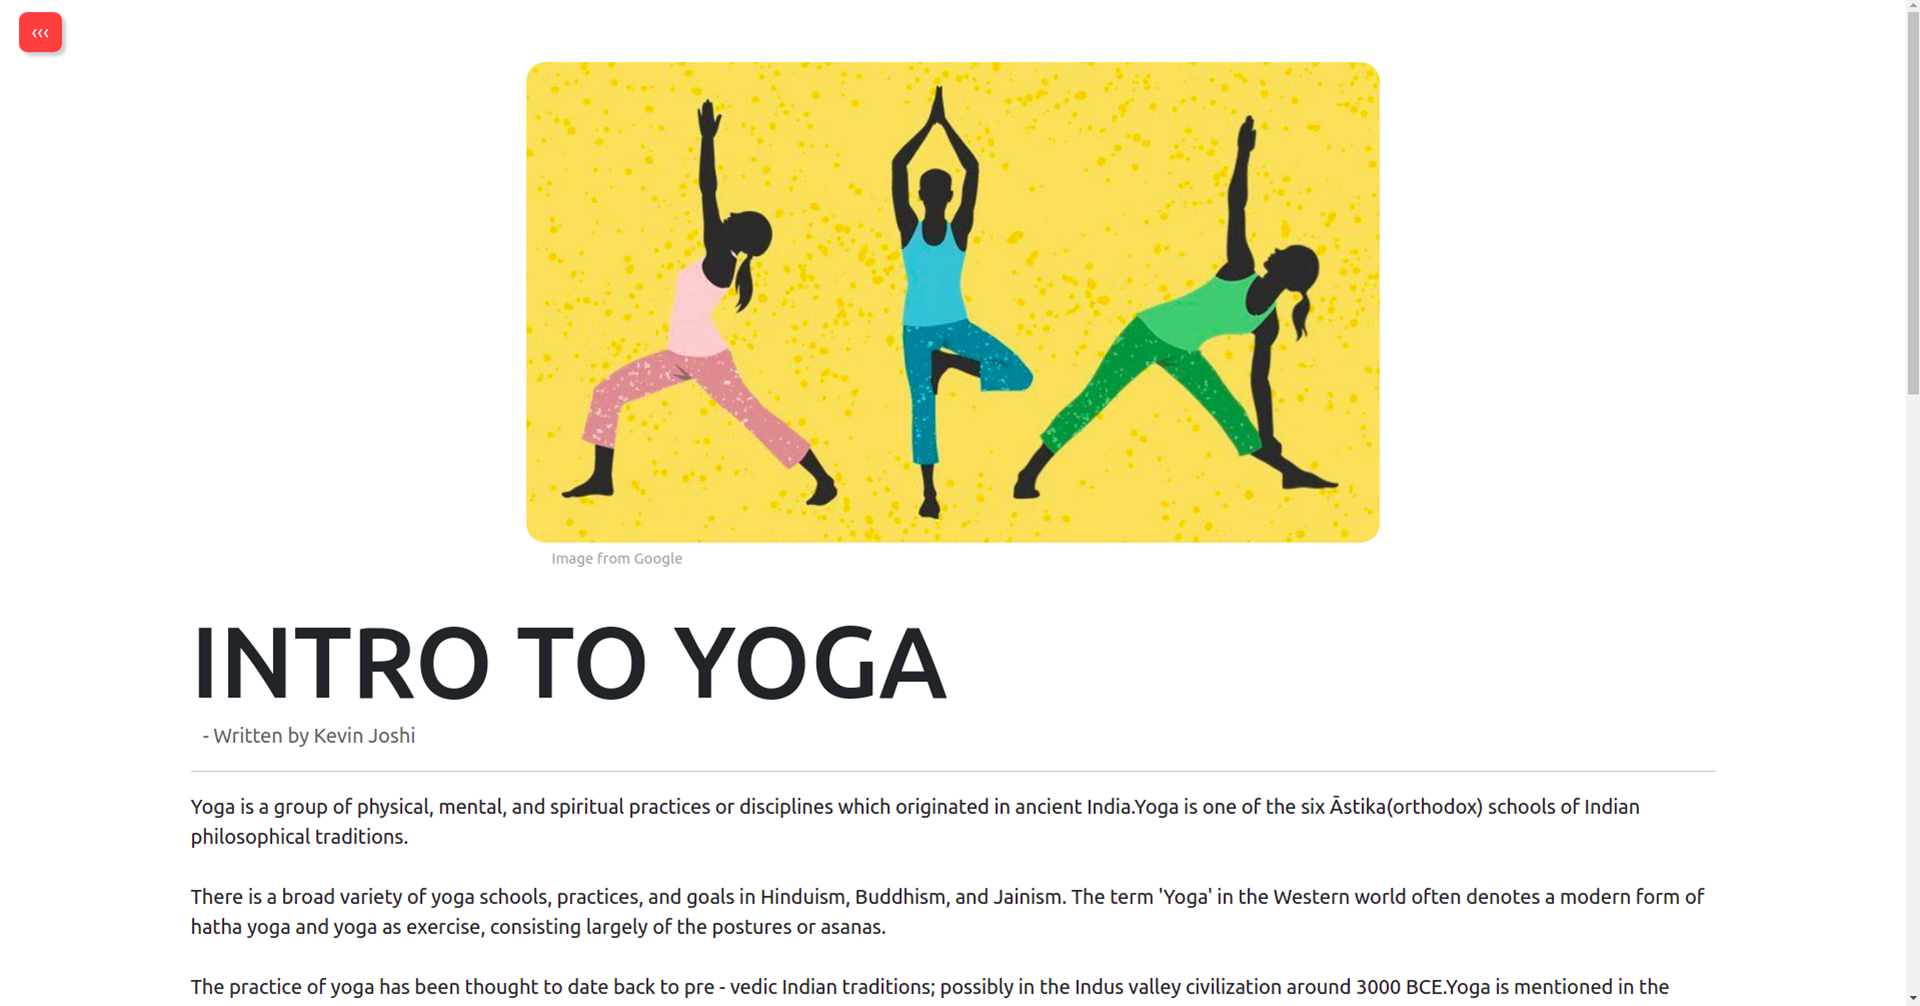 ‹‹‹
Image from Google
INTRO TO YOGA
- Written by Kevin Joshi
Yoga is a group of physical, mental, and spiritual practices or disciplines which originated in ancient India.Yoga is one of the six Āstika(orthodox) schools of Indian
philosophical traditions.
There is a broad variety of yoga schools, practices, and goals in Hinduism, Buddhism, and Jainism. The term 'Yoga' in the Western world often denotes a modern form of
hatha yoga and yoga as exercise, consisting largely of the postures or asanas.
The practice of yoga has been thought to date back to pre - vedic Indian traditions; possibly in the Indus valley civilization around 3000 BCE.Yoga is mentioned in the